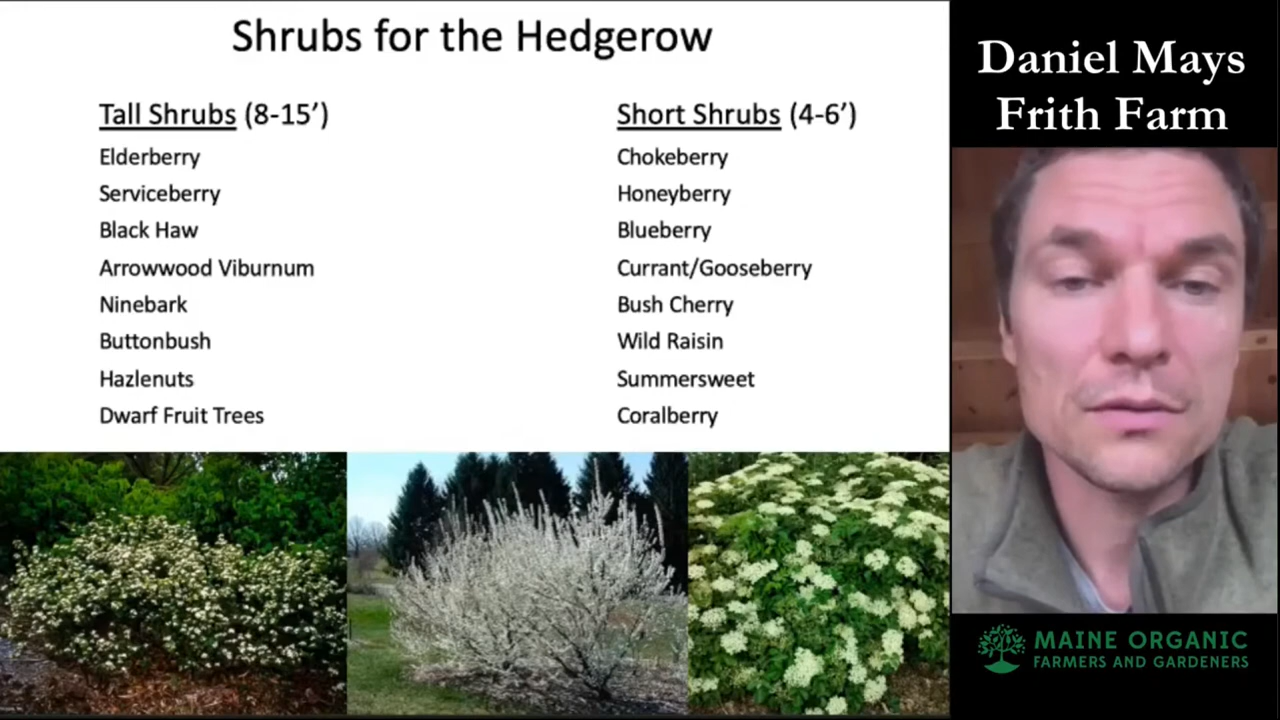 Shrubs for the Hedgerow
Tall Shrubs (8-15’)
Elderberry
Serviceberry
Black Haw
Arrowwood Viburnum
Ninebark
Buttonbush
Hazlenuts
Dwarf Fruit Trees
Short Shrubs (4-6’)
Chokeberry
Honeyberry
Blueberry
Currant/Gooseberry
Bush Cherry
Wild Raisin
Summersweet
Coralberry
Daniel Mays
Frith Farm
MAINE ORGANIC
FARMERS AND GARDENERS